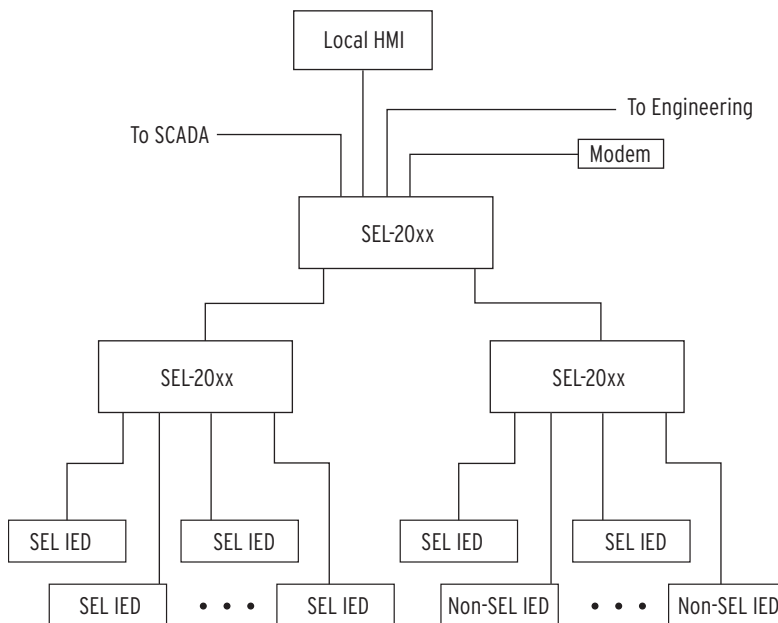 Local HMI
To Engineering
To SCADA
Modem
SEL-20xx
SEL-20xx
SEL-20xx
SEL IED
SEL IED
SEL IED
SEL IED
SEL IED
SEL IED
Non-SEL IED
Non-SEL IED